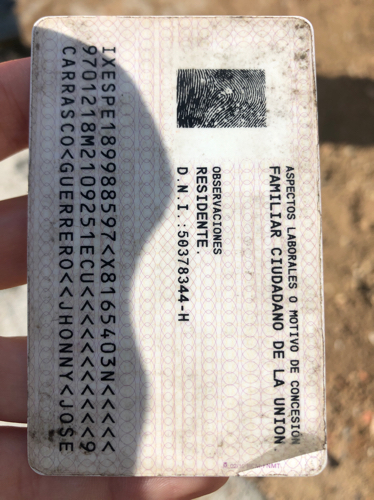 ASPECTOS LABORALES O MOTIVO DE CONCESION
FAMILIAR CIUDADANO DE LA UNION.
OBSERVACIONES
RESIDENTE.
D.N.I.:50378344-H
IXESPE189988597<X8165403N<<<<<
9701218M2109251ECU<<<<<<<<<<<9
CARRASCO<GUERRERO<<JHONNY<JOSE